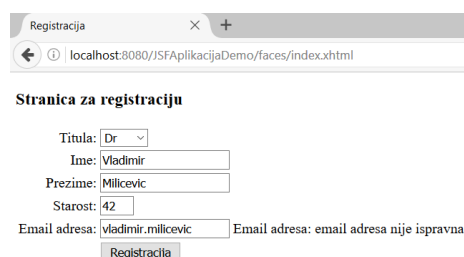 Registracija
localhost:8080/JSFAplikacijaDemo/faces/index.xhtml
Stranica za registraciju
Titula: Dr
Ime: Vladimir
Prezime: Milicevic
Starost: 42
Email adresa: vladimir.milicevic Email adresa: email adresa nije ispravna
Registracija